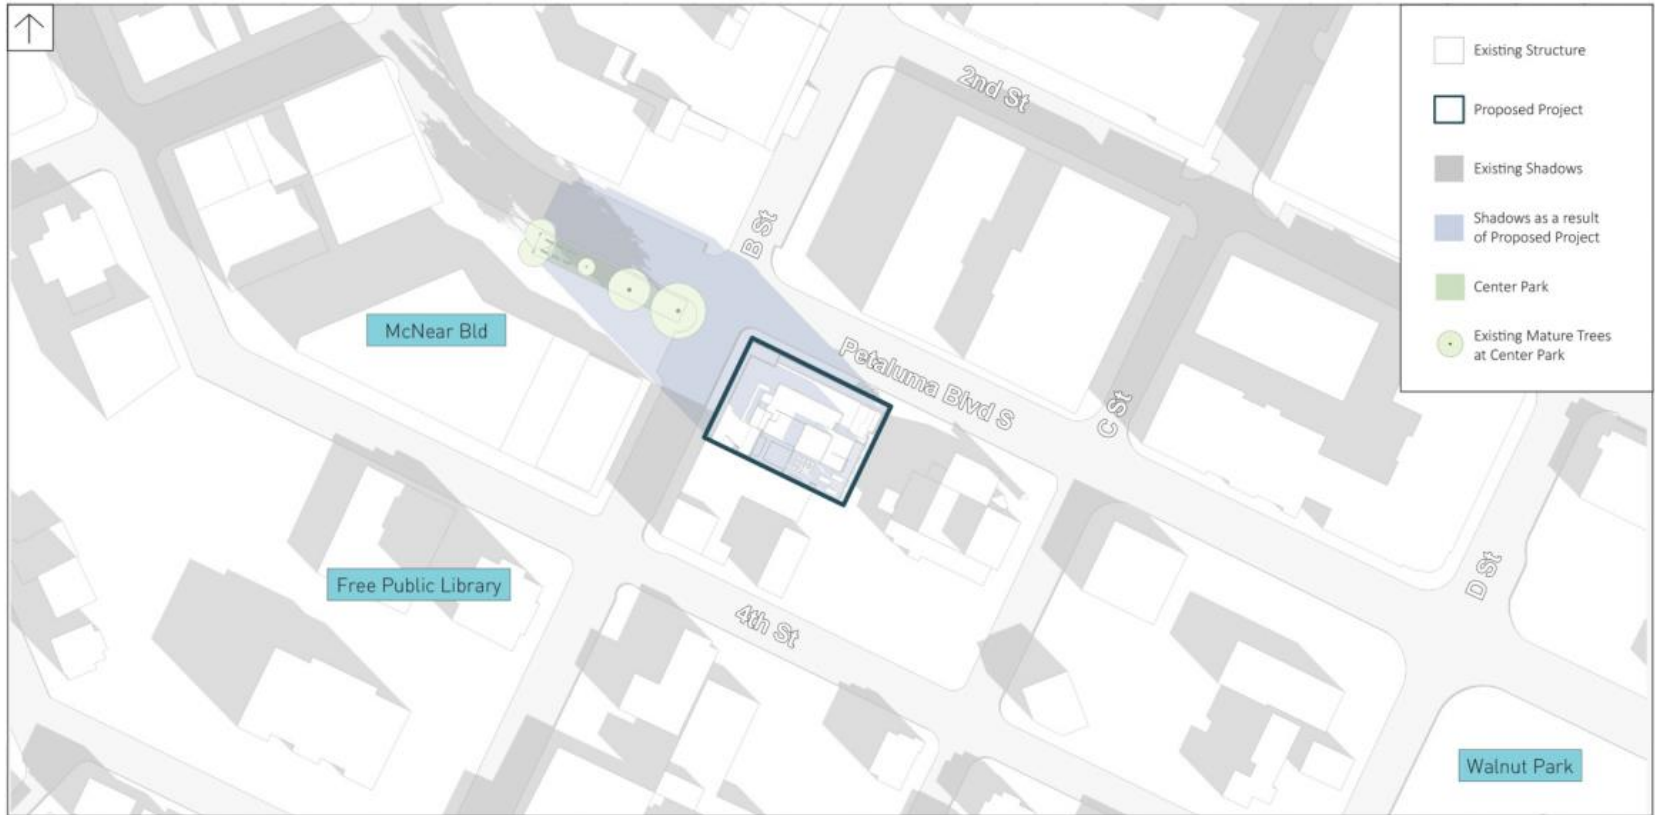 2nd St
Existing Structure
Proposed Project
Existing Shadows
Shadows as a result
of Proposed Project
Center Park
Existing Mature Trees
at Center Park
B St
McNear Bld
Petaluma Blvd S
C St
D St
Free Public Library
4th St
Walnut Park